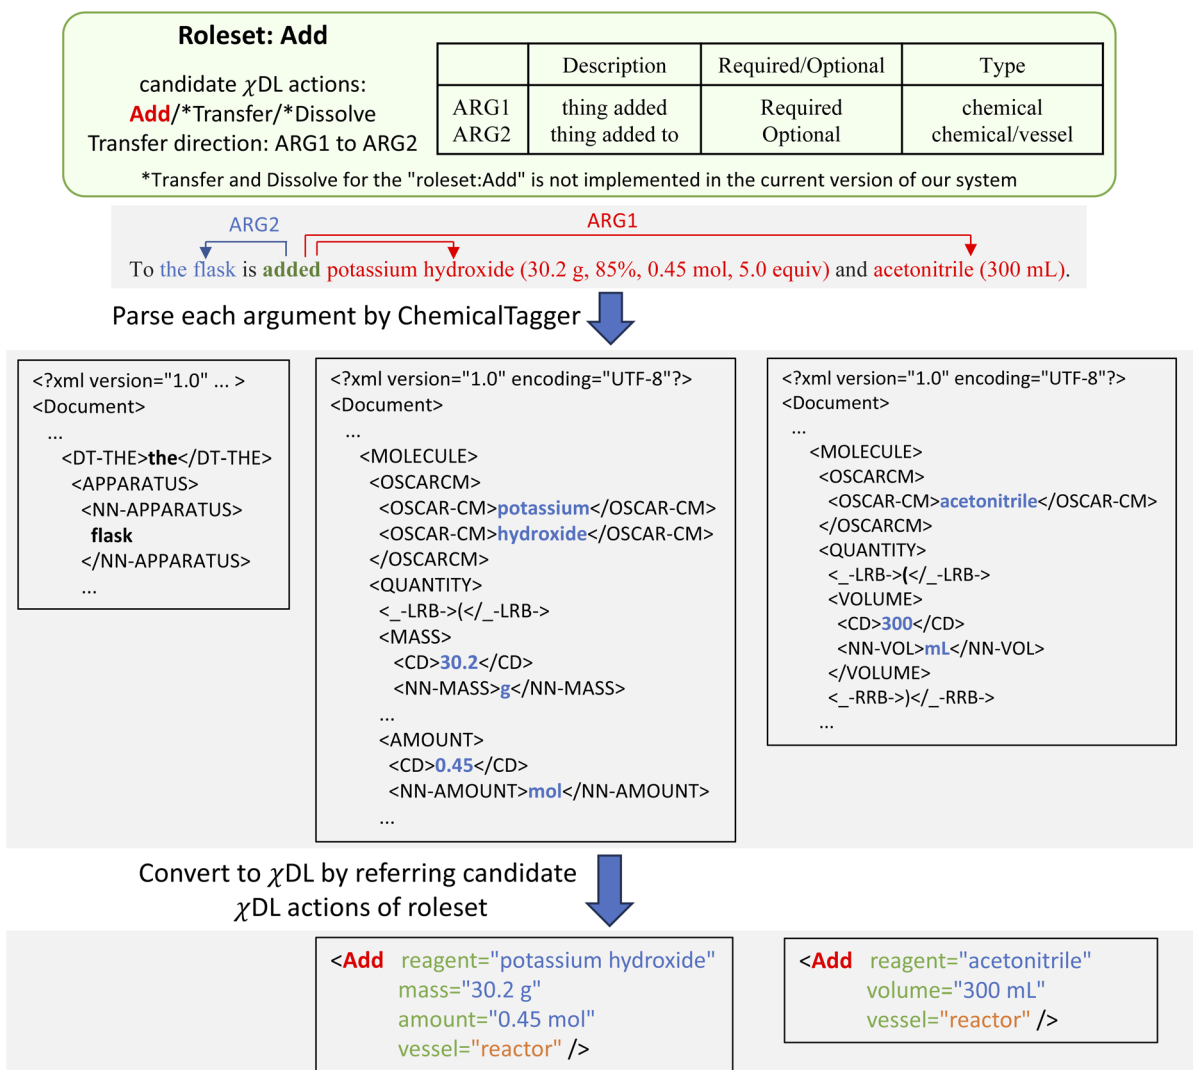 Roleset: Add
candidate χDL actions:
Add/*Transfer/*Dissolve
Transfer direction: ARG1 to ARG2
Description Required/Optional Type
ARG1 thing added Required chemical
ARG2 thing added to Optional chemical/vessel
*Transfer and Dissolve for the "roleset:Add" is not implemented in the current version of our system
ARG2 ARG1
To the flask is added potassium hydroxide (30.2 g, 85%, 0.45 mol, 5.0 equiv) and acetonitrile (300 mL).
Parse each argument by ChemicalTagger
<?xml version="1.0" ... >
<Document>
...
<DT-THE>the</DT-THE>
<APPARATUS>
<NN-APPARATUS>
flask
</NN-APPARATUS>
...
<?xml version="1.0" encoding="UTF-8"?>
<Document>
...
<MOLECULE>
<OSCARCM>
<OSCAR-CM>potassium</OSCAR-CM>
<OSCAR-CM>hydroxide</OSCAR-CM>
</OSCARCM>
<QUANTITY>
<_-LRB->(</_-LRB->
<MASS>
<CD>30.2</CD>
<NN-MASS>g</NN-MASS>
...
<AMOUNT>
<CD>0.45</CD>
<NN-AMOUNT>mol</NN-AMOUNT>
...
<?xml version="1.0" encoding="UTF-8"?>
<Document>
...
<MOLECULE>
<OSCARCM>
<OSCAR-CM>acetonitrile</OSCAR-CM>
</OSCARCM>
<QUANTITY>
<_-LRB->(</_-LRB->
<VOLUME>
<CD>300</CD>
<NN-VOL>mL</NN-VOL>
</VOLUME>
<_-RRB->)</_-RRB->
...
Convert to χDL by referring candidate
χDL actions of roleset
<Add reagent="potassium hydroxide"
mass="30.2 g"
amount="0.45 mol"
vessel="reactor" />
<Add reagent="acetonitrile"
volume="300 mL"
vessel="reactor" />